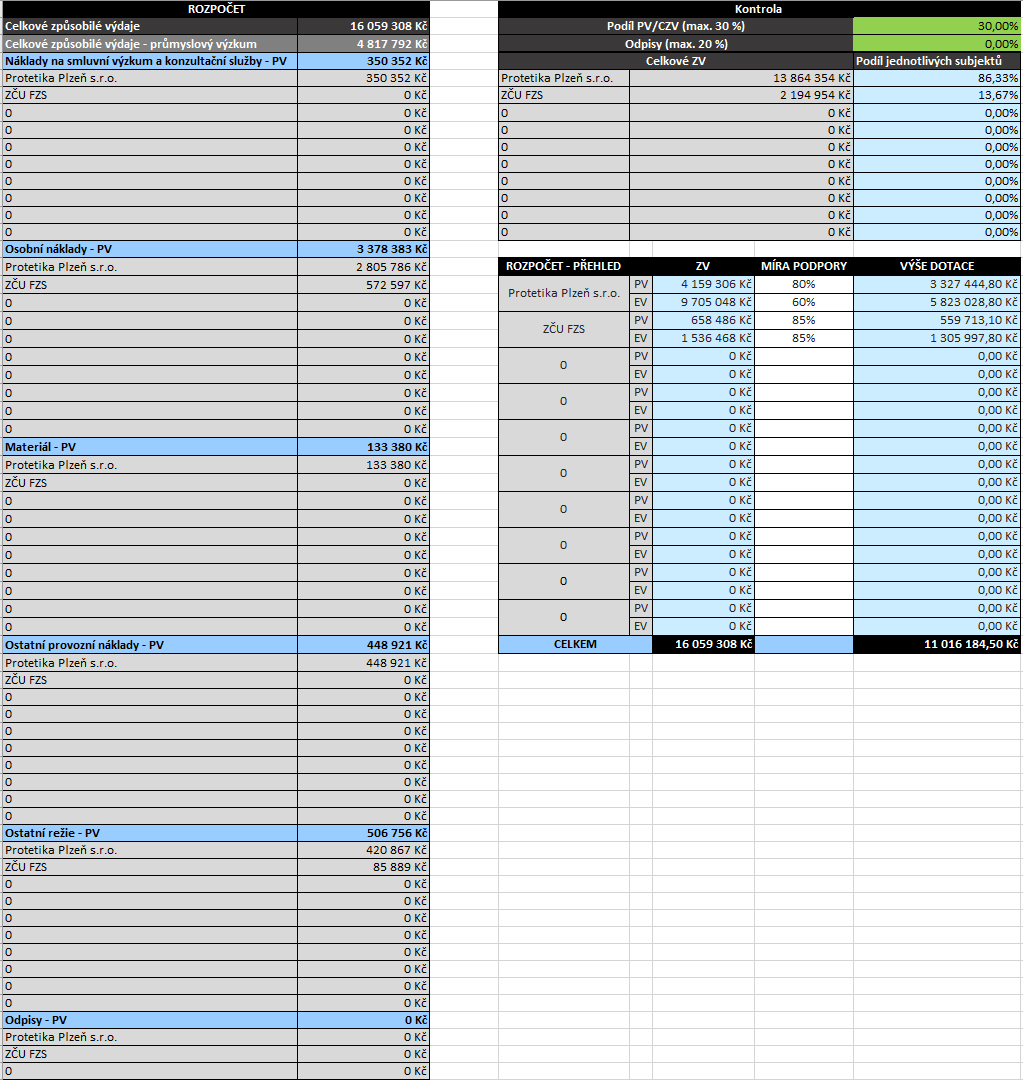 ROZPOČET
Celkové způsobilé výdaje 16 059 308 Kč
Celkové způsobilé výdaje - průmyslový výzkum 4 817 792 Kč
Náklady na smluvní výzkum a konzultační služby - PV 350 352 Kč
Protetika Plzeň s.r.o. 350 352 Kč
ZČU FZS 0 Kč
0 0 Kč
0 0 Kč
0 0 Kč
0 0 Kč
0 0 Kč
0 0 Kč
0 0 Kč
0 0 Kč
Osobní náklady - PV 3 378 383 Kč
Protetika Plzeň s.r.o. 2 805 786 Kč
ZČU FZS 572 597 Kč
0 0 Kč
0 0 Kč
0 0 Kč
0 0 Kč
0 0 Kč
0 0 Kč
0 0 Kč
0 0 Kč
Materiál - PV 133 380 Kč
Protetika Plzeň s.r.o. 133 380 Kč
ZČU FZS 0 Kč
0 0 Kč
0 0 Kč
0 0 Kč
0 0 Kč
0 0 Kč
0 0 Kč
0 0 Kč
0 0 Kč
Ostatní provozní náklady - PV 448 921 Kč
Protetika Plzeň s.r.o. 448 921 Kč
ZČU FZS 0 Kč
0 0 Kč
0 0 Kč
0 0 Kč
0 0 Kč
0 0 Kč
0 0 Kč
0 0 Kč
0 0 Kč
Ostatní režie - PV 506 756 Kč
Protetika Plzeň s.r.o. 420 867 Kč
ZČU FZS 85 889 Kč
0 0 Kč
0 0 Kč
0 0 Kč
0 0 Kč
0 0 Kč
0 0 Kč
0 0 Kč
0 0 Kč
Odpisy - PV 0 Kč
Protetika Plzeň s.r.o. 0 Kč
ZČU FZS 0 Kč
0 0 Kč
Kontrola
Podíl PV/CZV (max. 30 %) 30,00%
Odpisy (max. 20 %) 0,00%
Celkové ZV Podíl jednotlivých subjektů
Protetika Plzeň s.r.o. 13 864 354 Kč 86,33%
ZČU FZS 2 194 954 Kč 13,67%
0 0 Kč 0,00%
0 0 Kč 0,00%
0 0 Kč 0,00%
0 0 Kč 0,00%
0 0 Kč 0,00%
0 0 Kč 0,00%
0 0 Kč 0,00%
0 0 Kč 0,00%
ROZPOČET - PŘEHLED ZV MÍRA PODPORY VÝŠE DOTACE
Protetika Plzeň s.r.o. PV 4 159 306 Kč 80% 3 327 444,80 Kč
EV 9 705 048 Kč 60% 5 823 028,80 Kč
ZČU FZS PV 658 486 Kč 85% 559 713,10 Kč
EV 1 536 468 Kč 85% 1 305 997,80 Kč
0 PV 0 Kč 0,00 Kč
EV 0 Kč 0,00 Kč
0 PV 0 Kč 0,00 Kč
EV 0 Kč 0,00 Kč
0 PV 0 Kč 0,00 Kč
EV 0 Kč 0,00 Kč
0 PV 0 Kč 0,00 Kč
EV 0 Kč 0,00 Kč
0 PV 0 Kč 0,00 Kč
EV 0 Kč 0,00 Kč
0 PV 0 Kč 0,00 Kč
EV 0 Kč 0,00 Kč
0 PV 0 Kč 0,00 Kč
EV 0 Kč 0,00 Kč
0 PV 0 Kč 0,00 Kč
EV 0 Kč 0,00 Kč
CELKEM 16 059 308 Kč 11 016 184,50 Kč